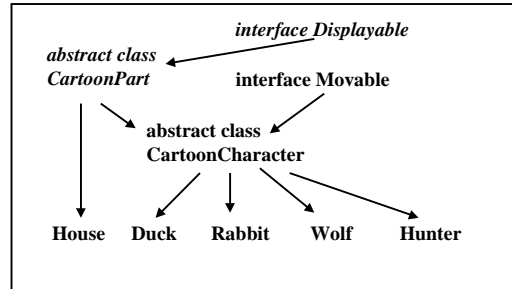 interface Displayable
abstract class
CartoonPart
interface Movable
abstract class
CartoonCharacter
House Duck Rabbit Wolf Hunter